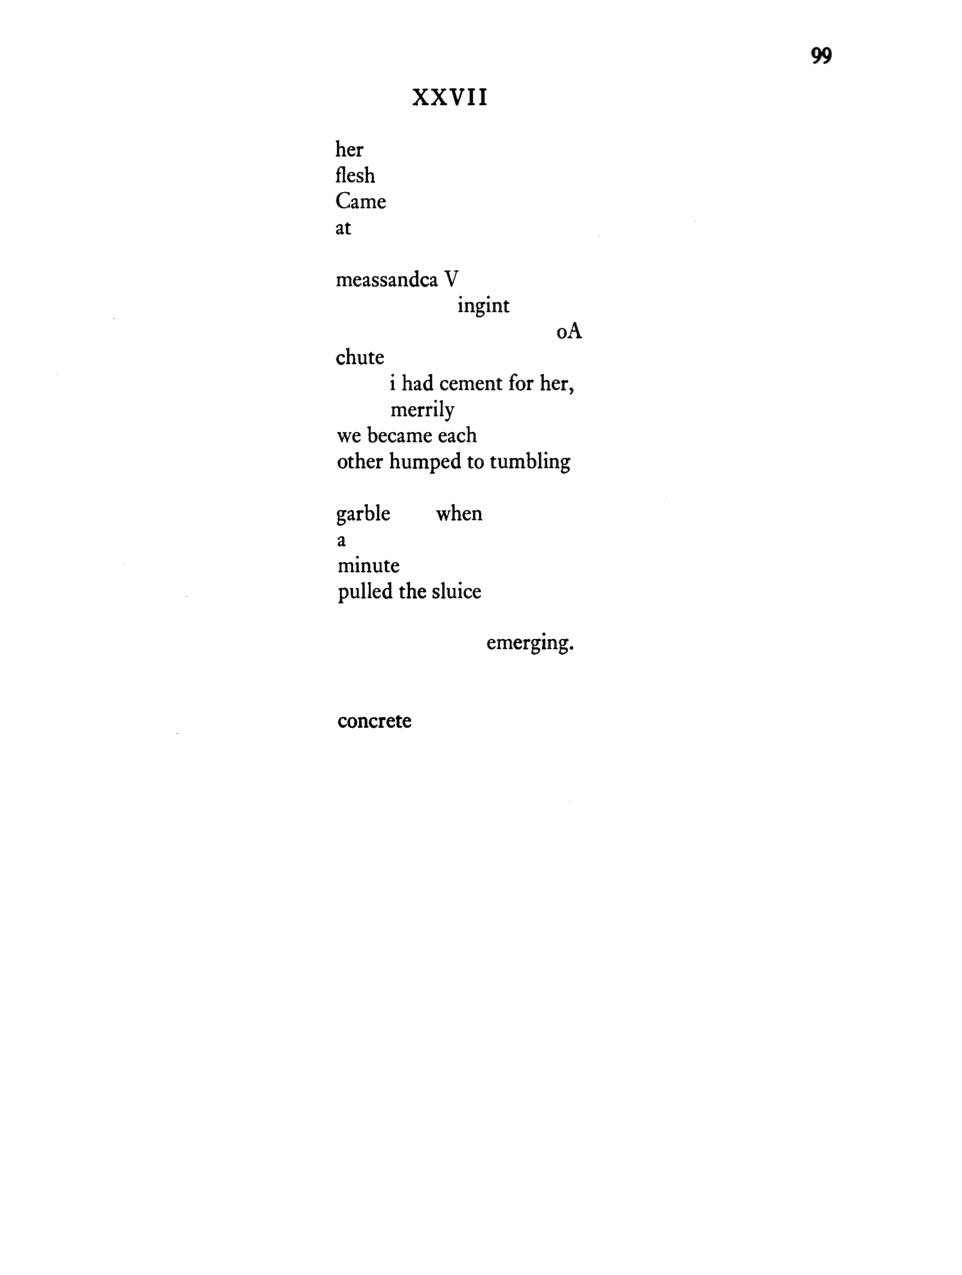 99
XXVII
her
flesh
Came
at
meassandca V
ingint
oA
chute
i had cement for her,
merrily
we became each
other humped to tumbling
garble when
a
minute
pulled the sluice
emerging.
concrete